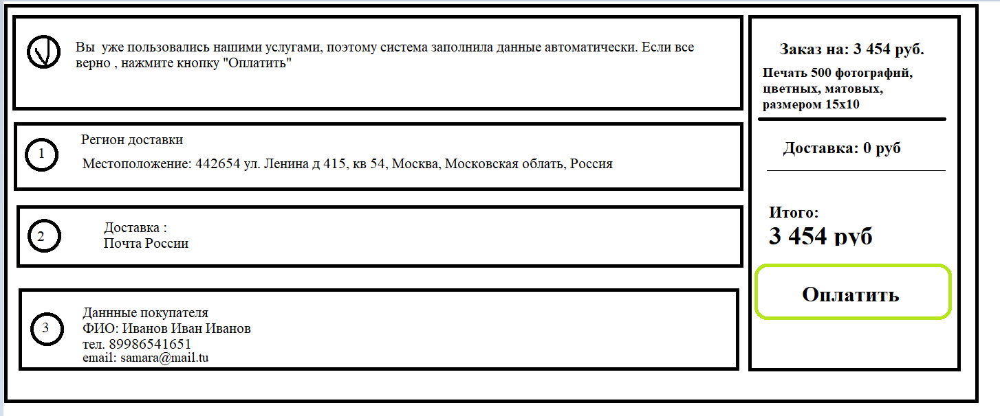 Вы  уже пользовались нашими услугами, поэтому система заполнила данные автоматически. Если все
верно , нажмите кнопку "Оплатить"
1
Регион доставки
Местоположение: 442654 ул. Ленина д 415, кв 54, Москва, Московская облать, Россия
2
Доставка :
Почта России
3
Даннные покупателя
ФИО: Иванов Иван Иванов
тел. 89986541651
email: samara@mail.tu
Заказ на: 3 454 руб.
Печать 500 фотографий,
цветных, матовых,
размером 15х10
Доставка: 0 руб
Итого:
3 454 руб
Оплатить